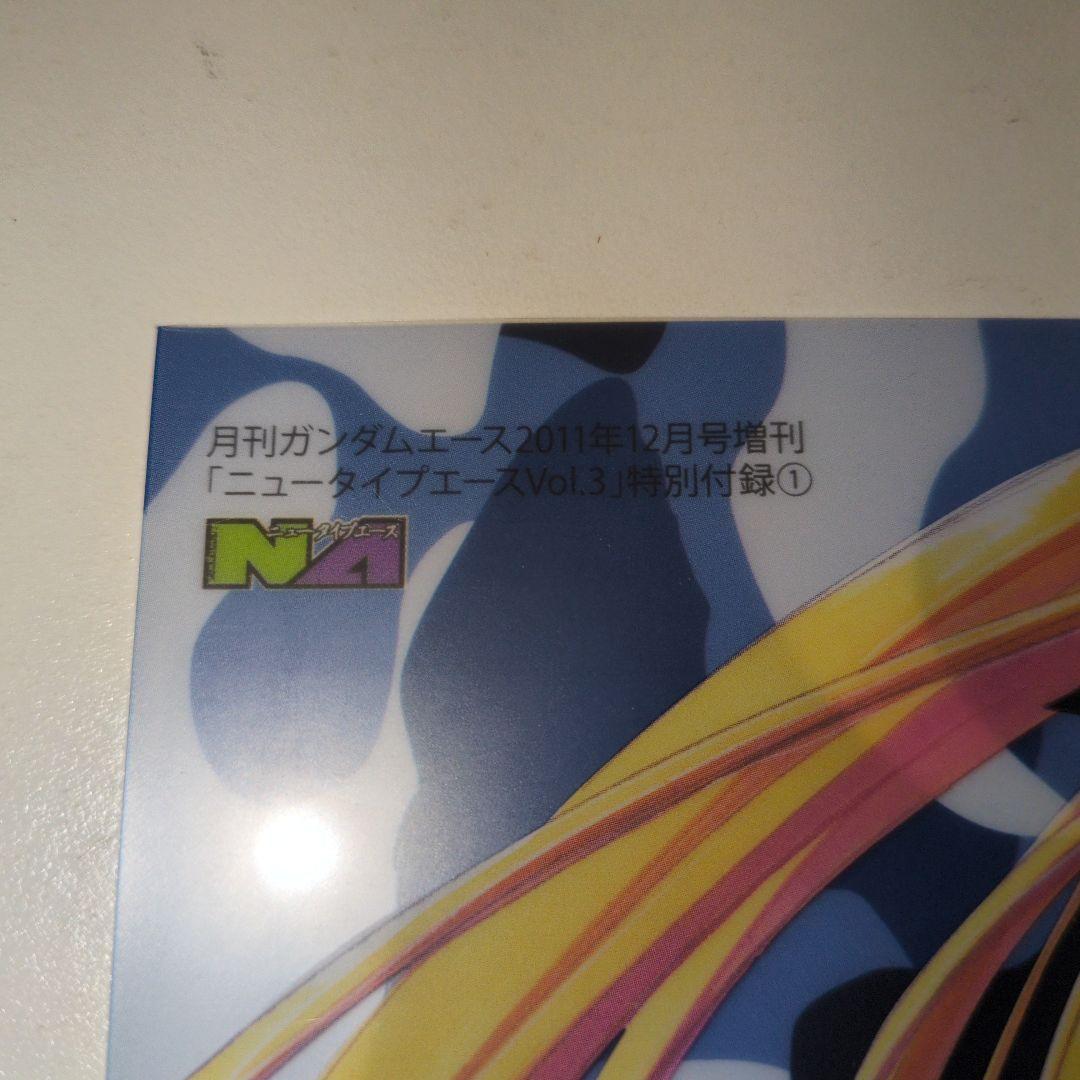 月刊ガンダムエース2011年12月号増刊
「ニュータイプエースVol.3」特別付録①
ニュータイプエース
NA